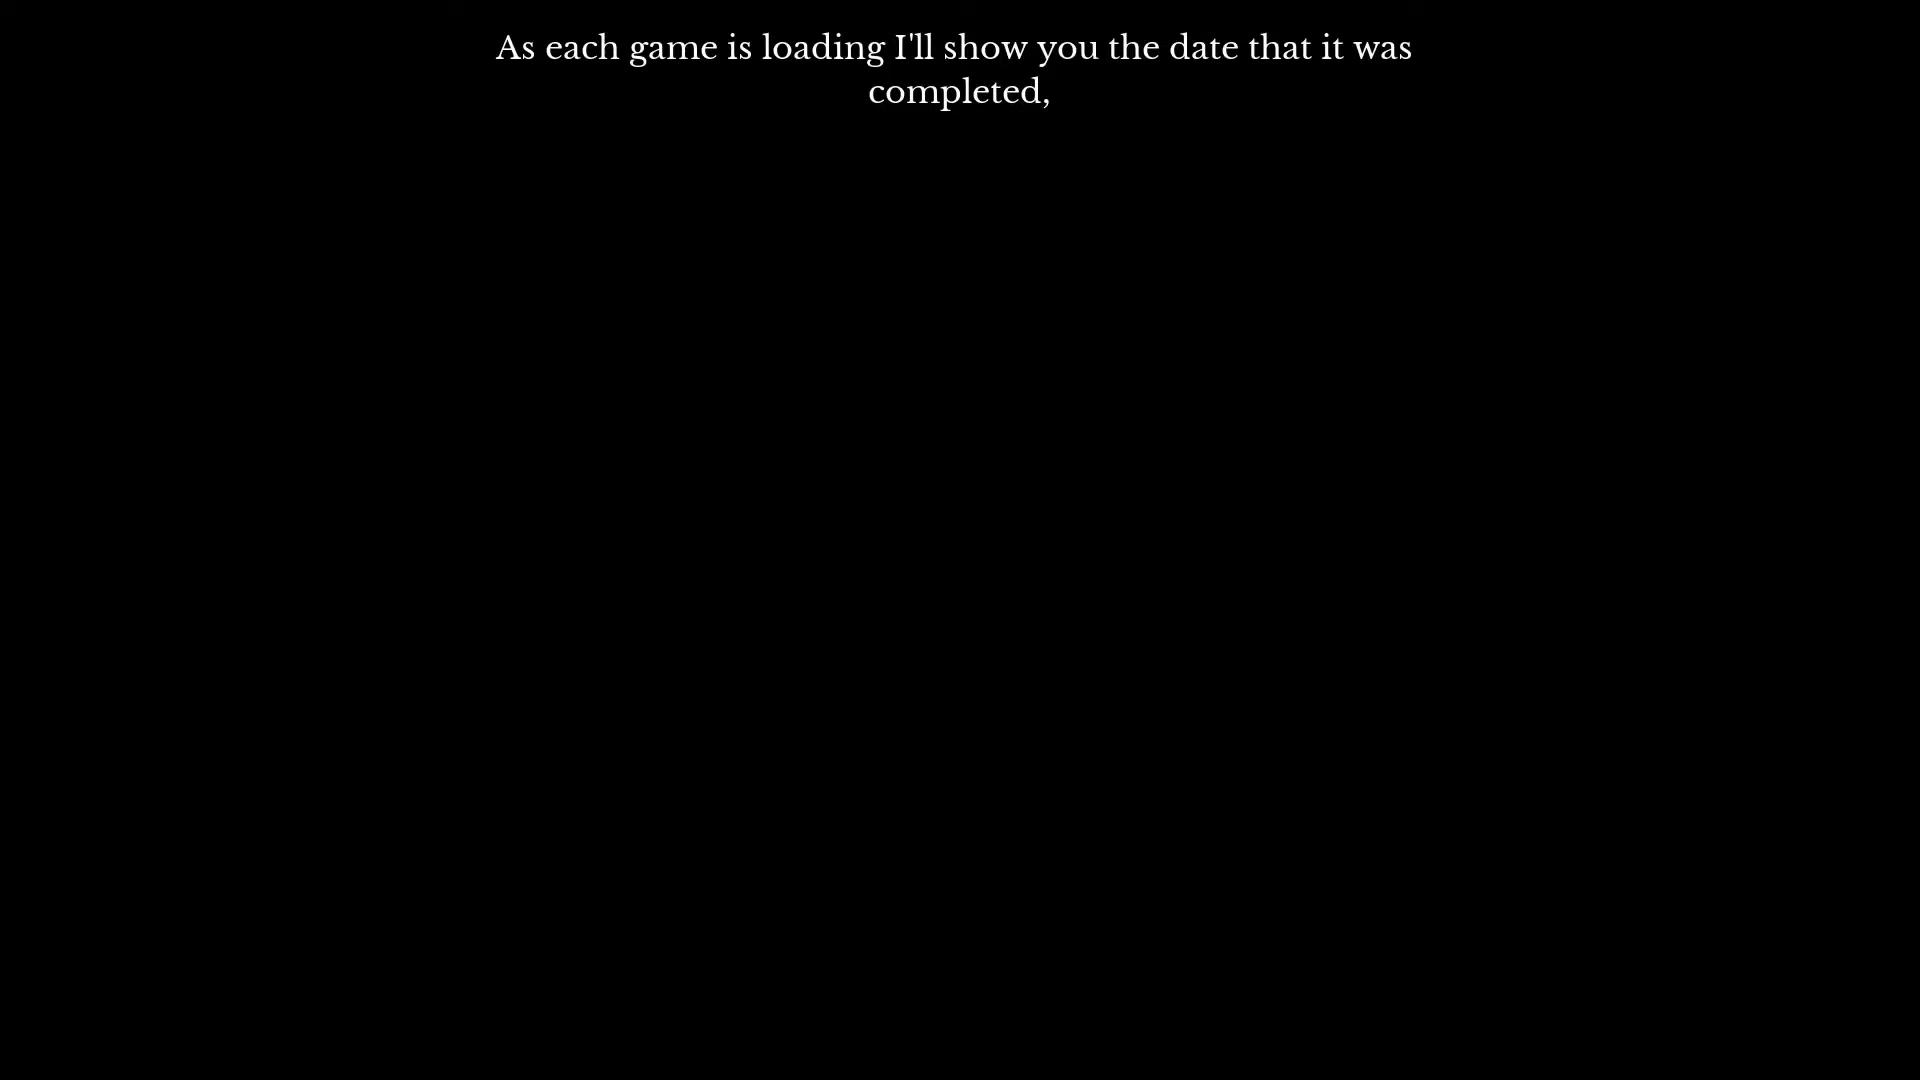 As each game is loading I'll show you the date that it was
completed,